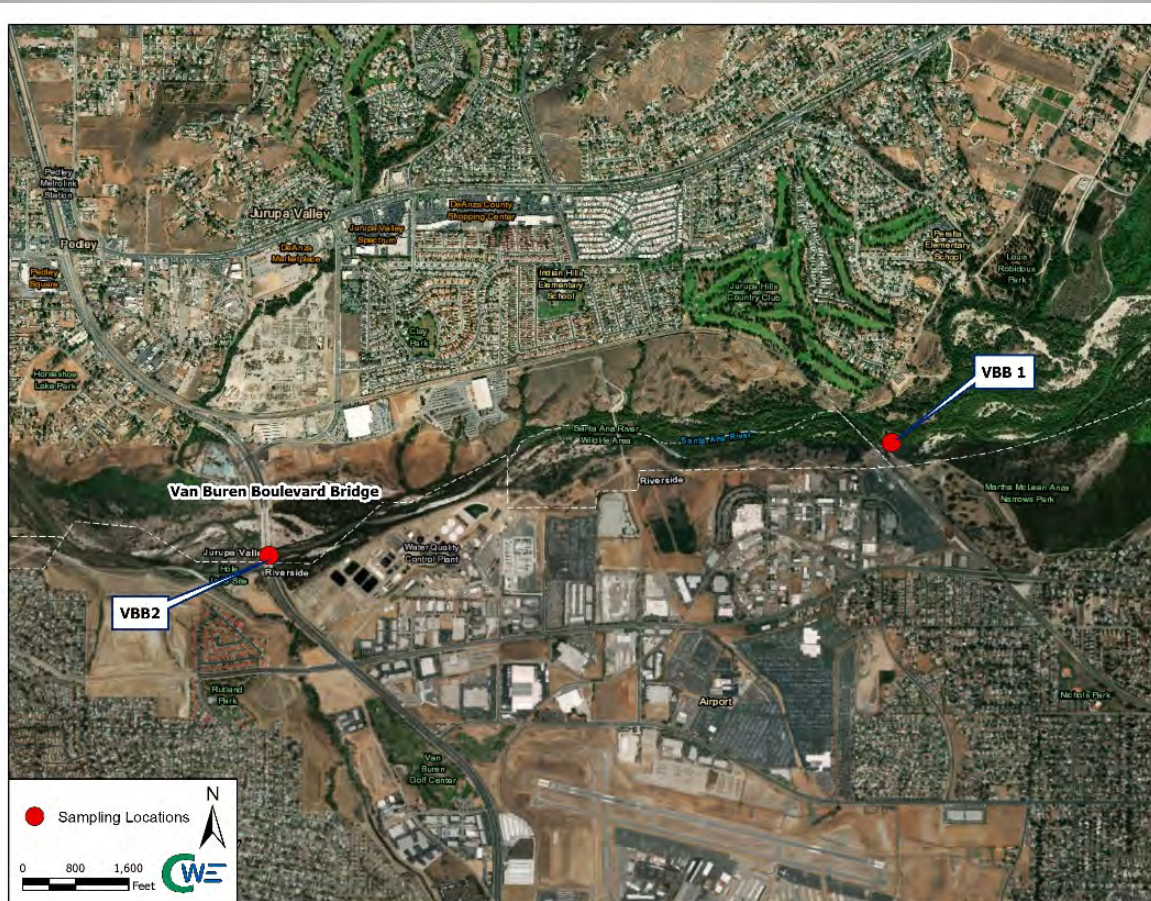 Pedley
Metrolink
Station
Jurupa Valley
DeAnza County
Shopping Center
Jurupa Valley
Spectrum
Pedley
DeAnza
Marketplace
Pedley
Square
Indian Hills
Elementary
School
Peralta
Elementary
School
Louis
Robidoux
Park
Jurupa Hills
Country Club
Clay
Park
Horseshoe
Lake Park
VBB 1
Santa Ana River
Wildlife Area
Santa Ana River
Riverside
Martha McLean Anza
Narrows Park
Van Buren Boulevard Bridge
Water Quality
Control Plant
Jurupa Valle
Riverside
Hole
Site
VBB2
Rutland
Park
Airport
Nichols Park
Van
Buren
Golf Center
Sampling Locations
N
0 800 1,600
Feet
CWE